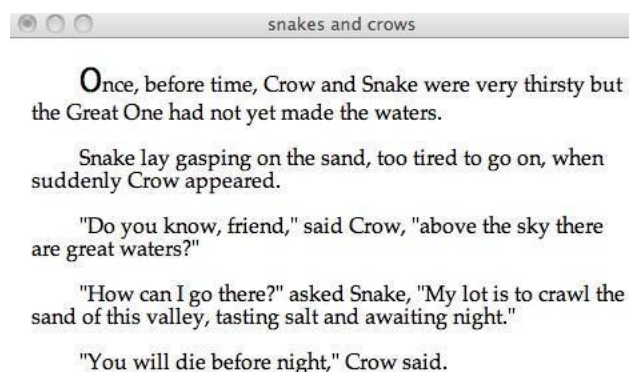 snakes and crows
Once, before time, Crow and Snake were very thirsty but
the Great One had not yet made the waters.
Snake lay gasping on the sand, too tired to go on, when
suddenly Crow appeared.
"Do you know, friend," said Crow, "above the sky there
are great waters?"
"How can I go there?" asked Snake, "My lot is to crawl the
sand of this valley, tasting salt and awaiting night."
"You will die before night," Crow said.